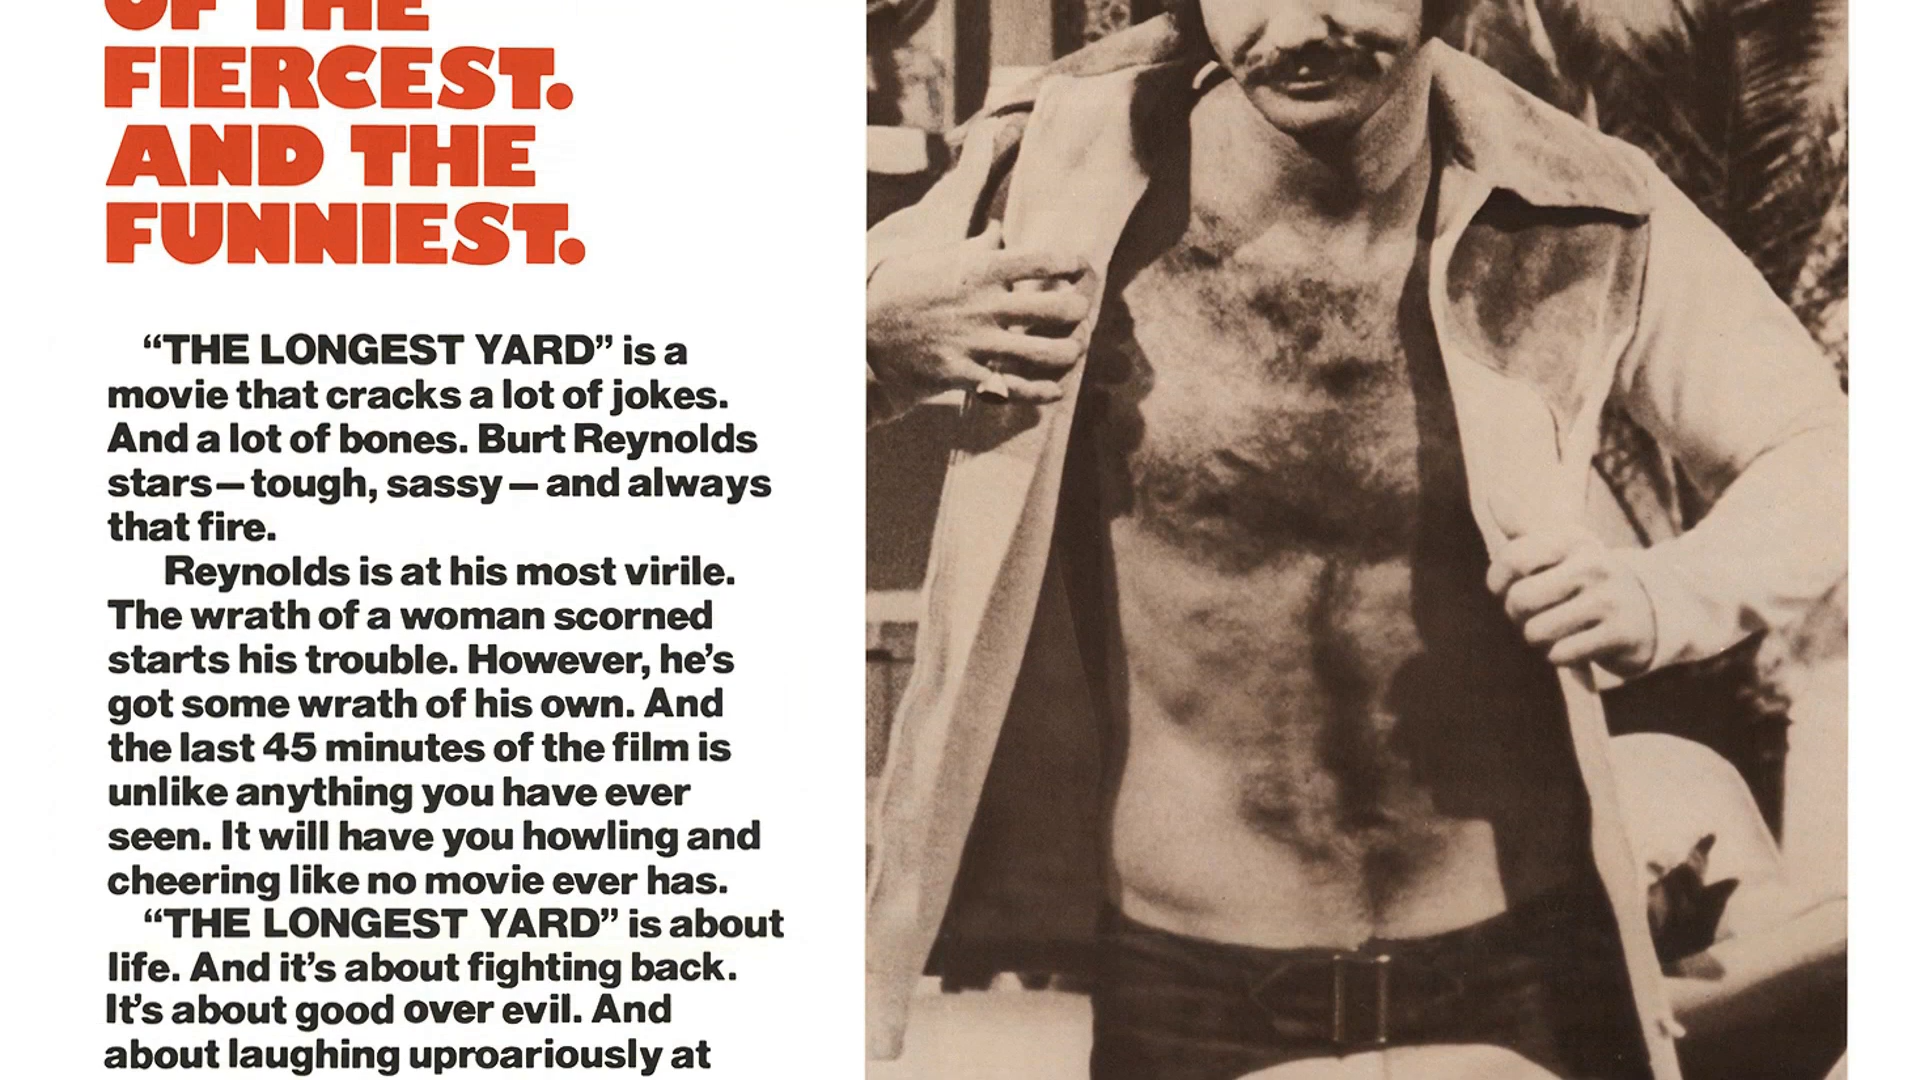 OF THE
FIERCEST.
AND THE
FUNNIEST.
“THE LONGEST YARD” is a
movie that cracks a lot of jokes.
And a lot of bones. Burt Reynolds
stars—tough, sassy—and always
that fire.
Reynolds is at his most virile.
The wrath of a woman scorned
starts his trouble. However, he’s
got some wrath of his own. And
the last 45 minutes of the film is
unlike anything you have ever
seen. It will have you howling and
cheering like no movie ever has.
“THE LONGEST YARD” is about
life. And it’s about fighting back.
It’s about good over evil. And
about laughing uproariously at